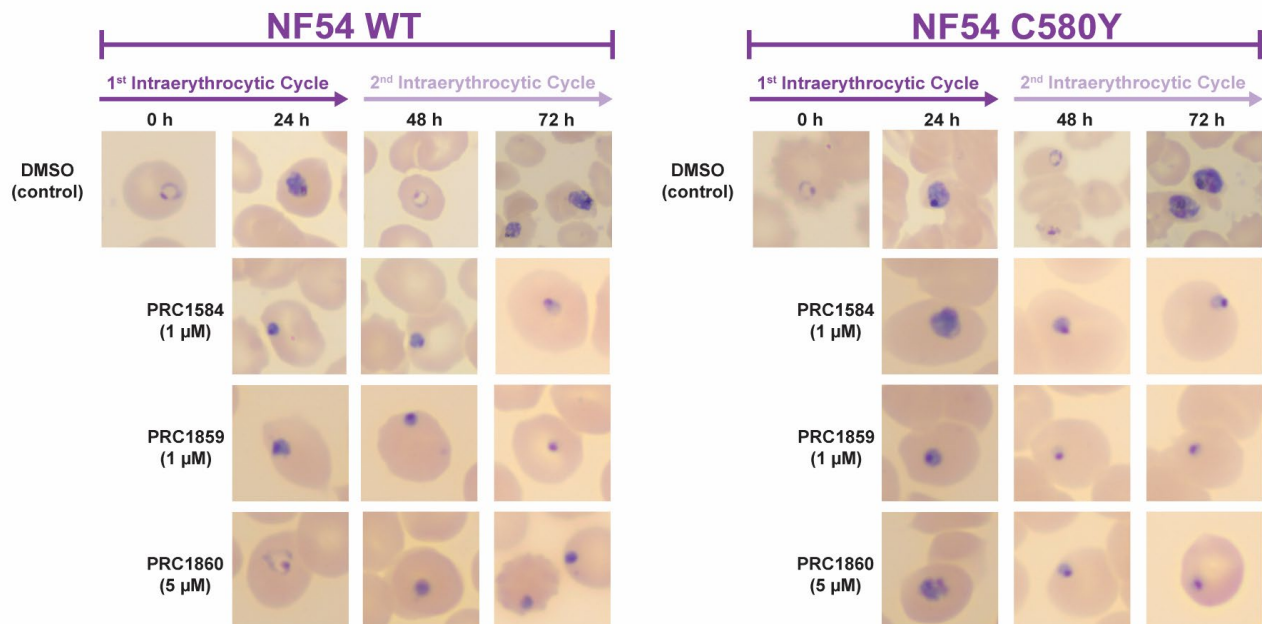 NF54 WT
1st Intraerythrocytic Cycle
2nd Intraerythrocytic Cycle
0 h
24 h
48 h
72 h
DMSO
(control)
PRC1584
(1 µM)
PRC1859
(1 µM)
PRC1860
(5 µM)
NF54 C580Y
1st Intraerythrocytic Cycle
2nd Intraerythrocytic Cycle
0 h
24 h
48 h
72 h
DMSO
(control)
PRC1584
(1 µM)
PRC1859
(1 µM)
PRC1860
(5 µM)